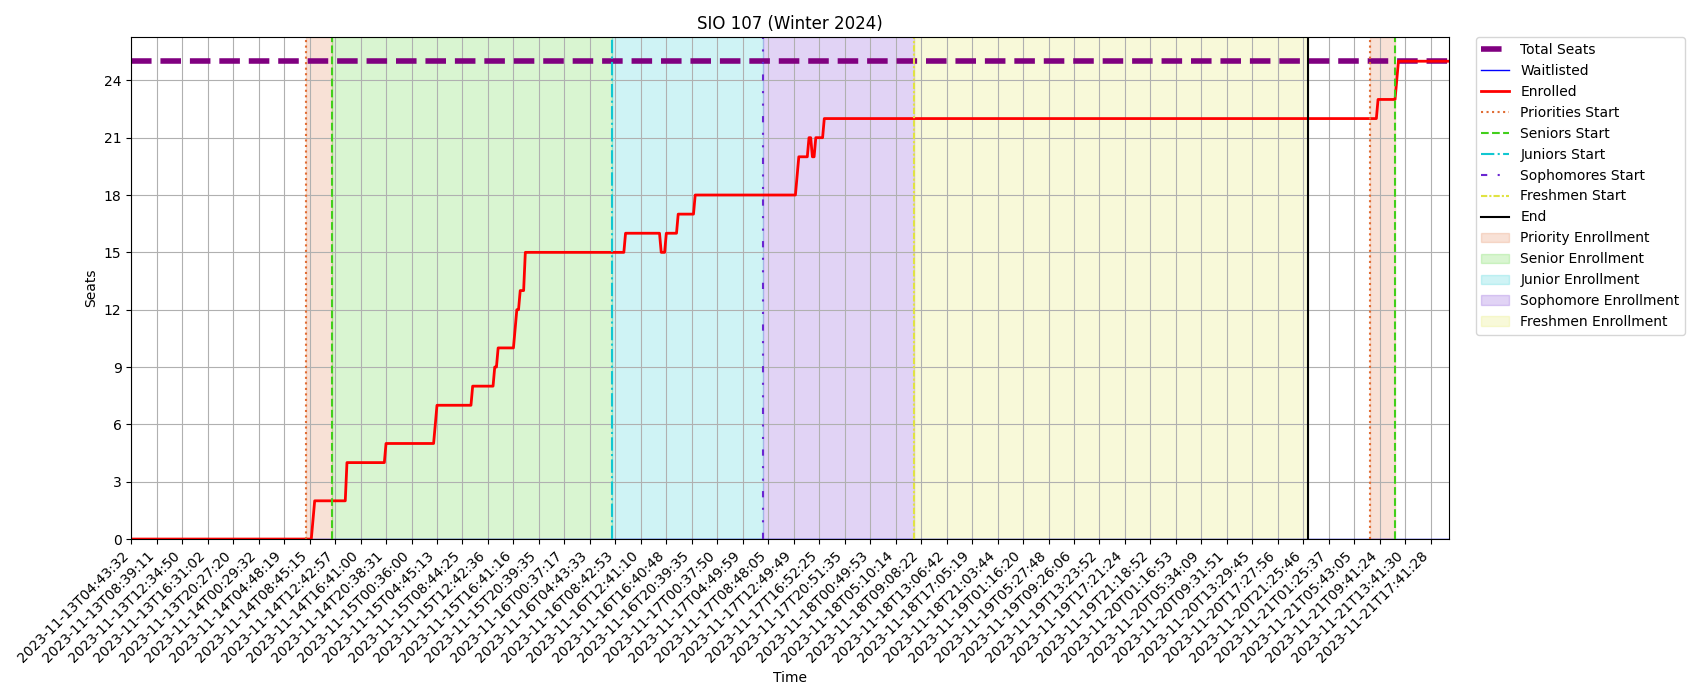 SIO 107 (Winter 2024)
Seats
24
21
18
15
12
9
6
3
0
2023-11-13T04:43:32
2023-11-13T08:39:11
2023-11-13T12:34:50
2023-11-13T16:31:02
2023-11-13T20:27:20
2023-11-14T00:29:32
2023-11-14T04:48:19
2023-11-14T08:45:15
2023-11-14T12:42:57
2023-11-14T16:41:00
2023-11-14T20:38:31
2023-11-15T00:36:00
2023-11-15T04:45:13
2023-11-15T08:44:25
2023-11-15T12:42:36
2023-11-15T16:41:16
2023-11-15T20:39:35
2023-11-16T00:37:17
2023-11-16T04:43:33
2023-11-16T08:42:53
2023-11-16T12:41:10
2023-11-16T16:40:48
2023-11-16T20:39:35
2023-11-17T00:37:50
2023-11-17T04:49:59
2023-11-17T08:48:05
2023-11-17T12:49:49
2023-11-17T16:52:25
2023-11-17T20:51:35
2023-11-18T00:49:53
2023-11-18T05:10:14
2023-11-18T09:08:22
2023-11-18T13:06:42
2023-11-18T17:05:19
2023-11-18T21:03:44
2023-11-19T01:16:20
2023-11-19T05:27:48
2023-11-19T09:26:06
2023-11-19T13:23:52
2023-11-19T17:21:24
2023-11-19T21:18:52
2023-11-20T01:16:53
2023-11-20T05:34:09
2023-11-20T09:31:51
2023-11-20T13:29:45
2023-11-20T17:27:56
2023-11-20T21:25:46
2023-11-21T01:25:37
2023-11-21T05:43:05
2023-11-21T09:41:24
2023-11-21T13:41:30
2023-11-21T17:41:28
Time
Total Seats
Waitlisted
Enrolled
Priorities Start
Seniors Start
Juniors Start
Sophomores Start
Freshmen Start
End
Priority Enrollment
Senior Enrollment
Junior Enrollment
Sophomore Enrollment
Freshmen Enrollment